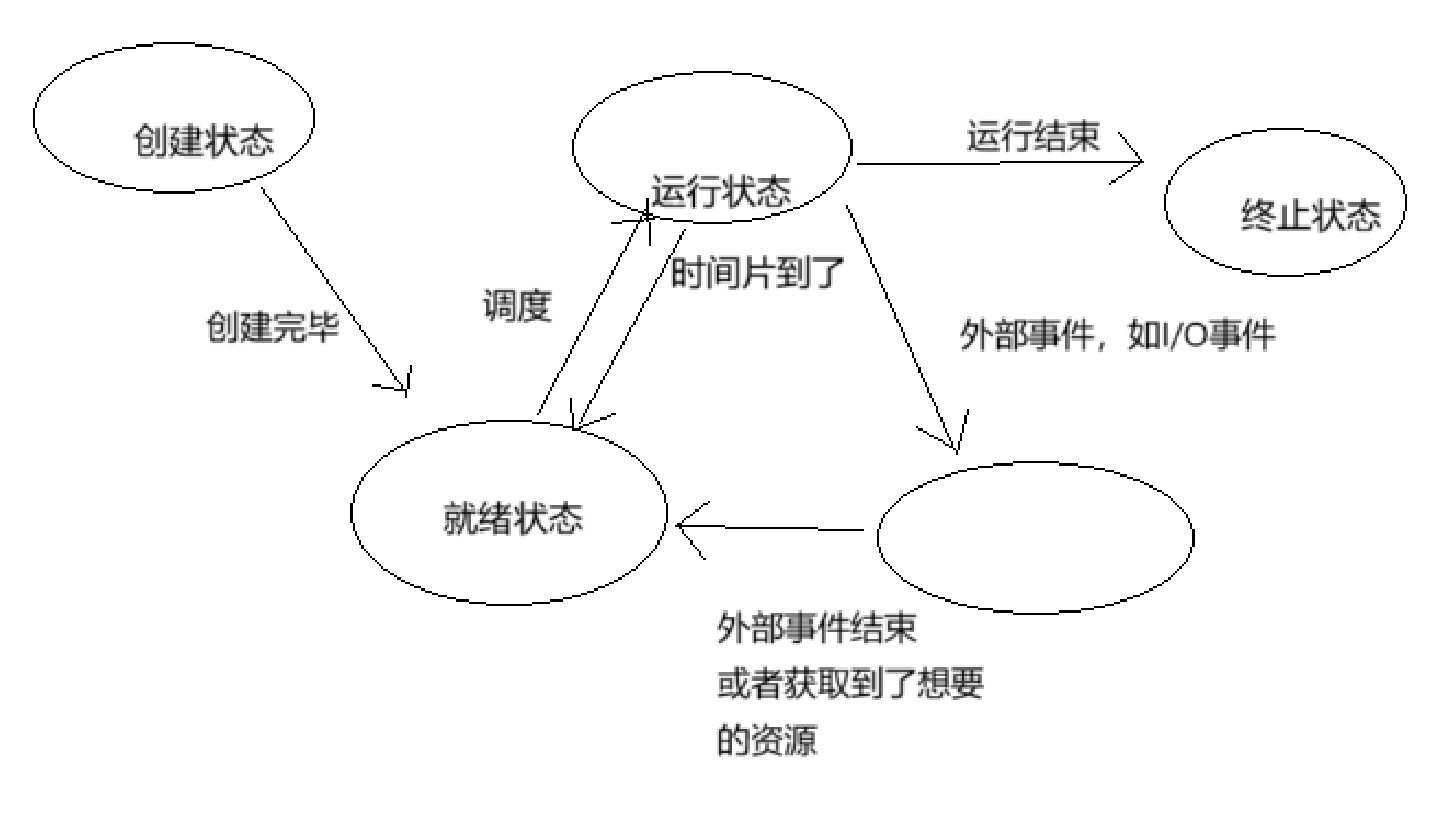 创建状态
运行状态
运行结束
终止状态
时间片到了
调度
创建完毕
外部事件，如I/O事件
就绪状态
外部事件结束
或者获取到了想要
的资源